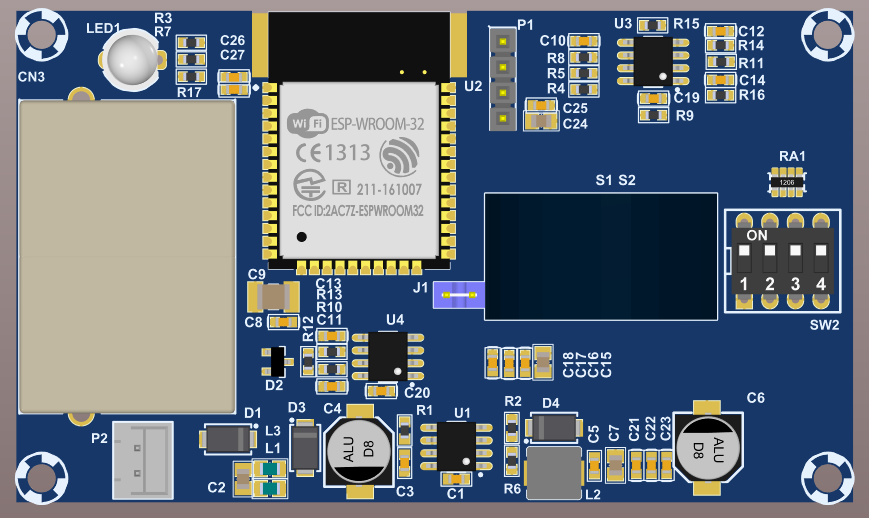 R3
R7
LED1
C26
C27
R17
CN3
U2
P1
C10
R8
R5
R4
C25
C24
U3
R15
C12
R14
R11
C14
R16
C19
R9
WiFi ESP-WROOM-32
CE1313
R 211-161007
FCC ID:2AC7Z-ESPWROOM32
RA1
1206
S1 S2
ON
1 2 3 4
SW2
J1
C9
C8
C13
R13
R10
C11
R12
U4
D2
C20
C18
C17
C16
C15
P2
D1
L3
L1
C2
D3
C4
ALU
D8
R1
C3
U1
C1
R2
R6
D4
L2
C5
C7
C21
C22
C23
C6
ALU
D8